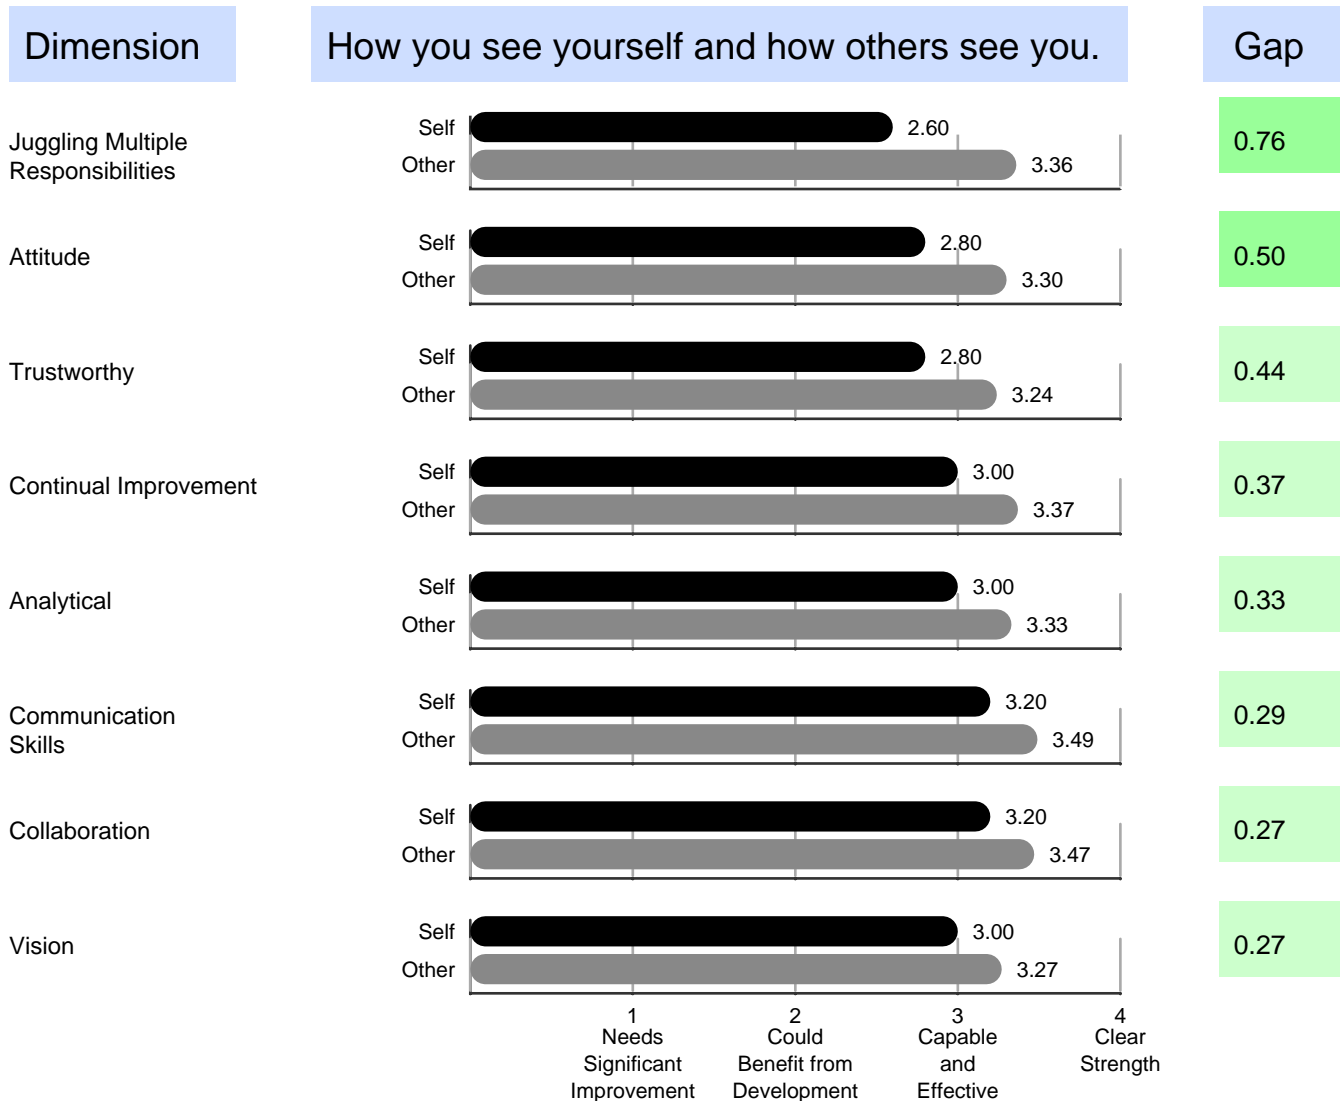 Dimension
How you see yourself and how others see you.
Gap
Juggling Multiple
Responsibilities
Self
2.60
Other
3.36
0.76
Attitude
Self
2.80
Other
3.30
0.50
Trustworthy
Self
2.80
Other
3.24
0.44
Continual Improvement
Self
3.00
Other
3.37
0.37
Analytical
Self
3.00
Other
3.33
0.33
Communication
Skills
Self
3.20
Other
3.49
0.29
Collaboration
Self
3.20
Other
3.47
0.27
Vision
Self
3.00
Other
3.27
0.27
1
Needs
Significant
Improvement
2
Could
Benefit from
Development
3
Capable
and
Effective
4
Clear
Strength